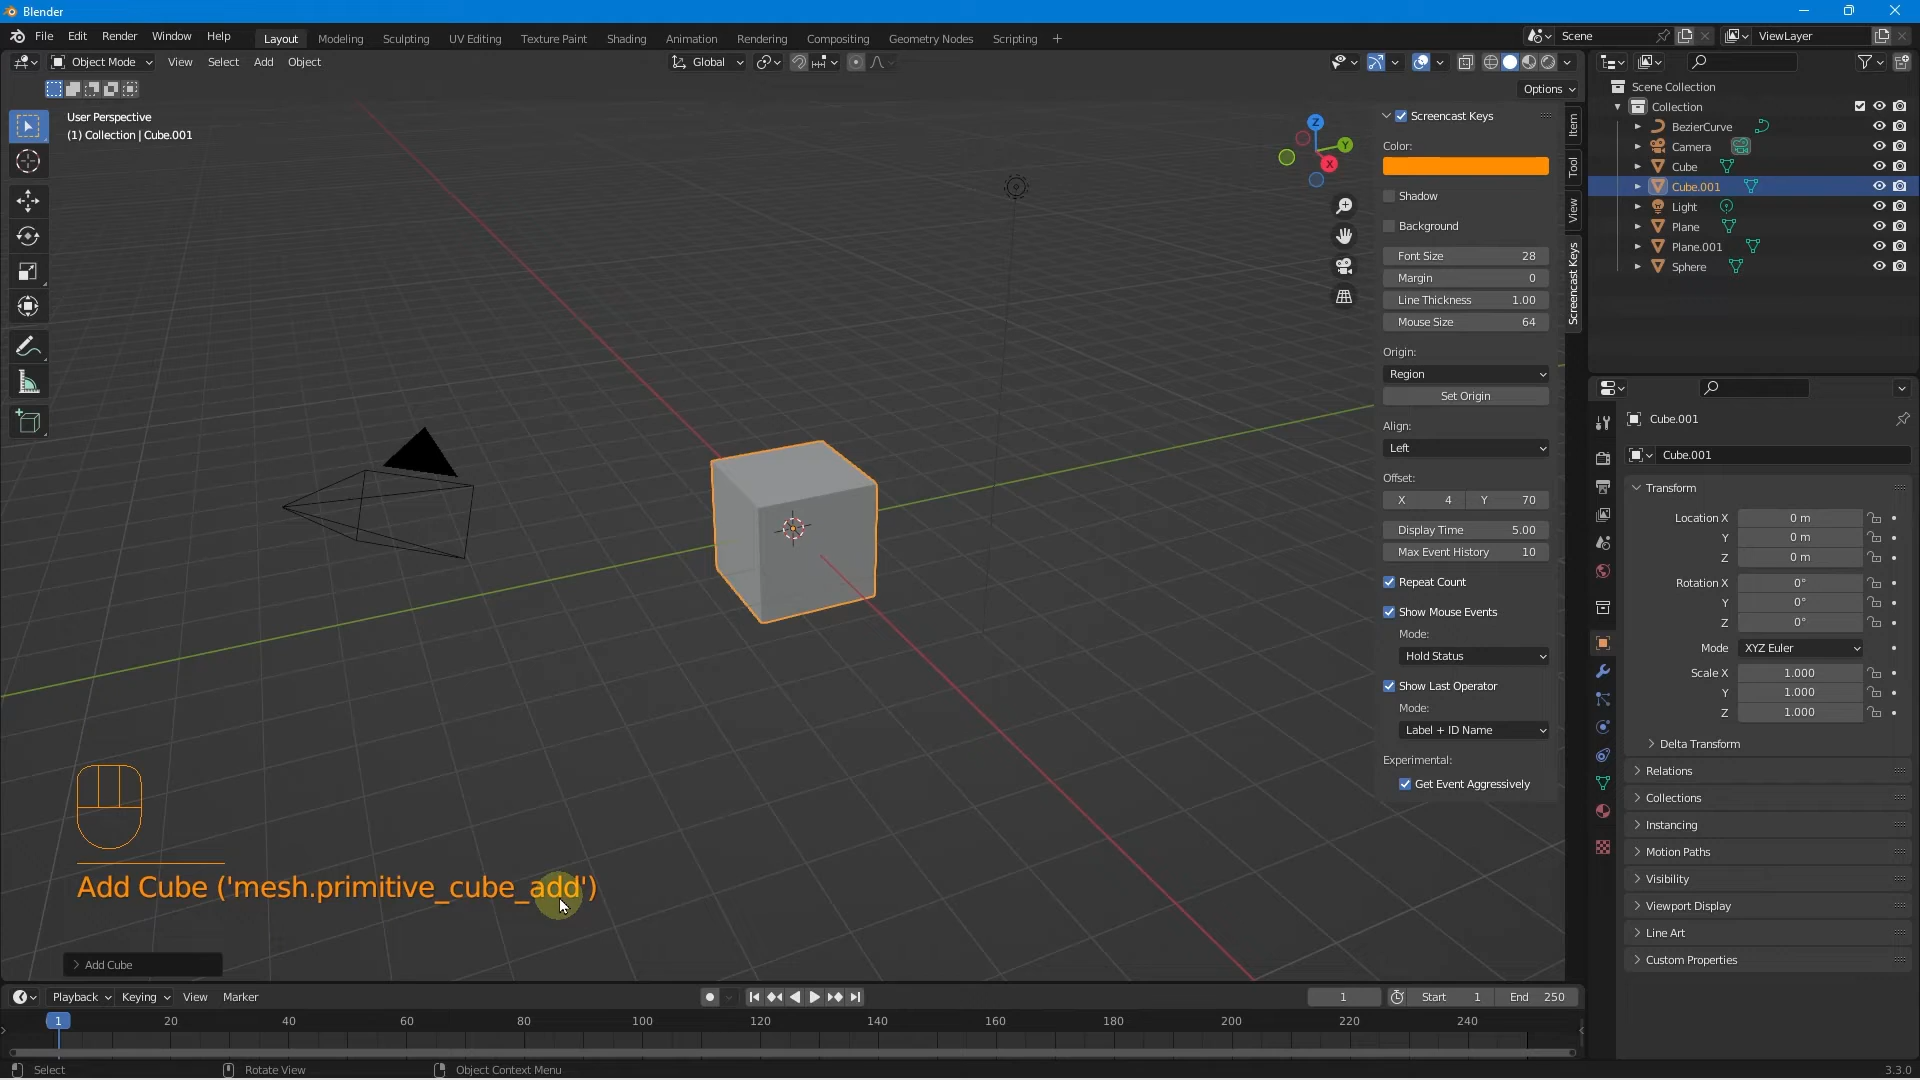 Blender
File Edit Render Window Help
Layout Modeling Sculpting UV Editing Texture Paint Shading Animation Rendering Compositing Geometry Nodes Scripting +
Scene
ViewLayer
Object Mode View Select Add Object
Global
Options
User Perspective
(1) Collection | Cube.001
Z
Y
X
Screencast Keys
Color:
Shadow
Background
Font Size 28
Margin 0
Line Thickness 1.00
Mouse Size 64
Origin:
Region
Set Origin
Align:
Left
Offset:
X 4 Y 70
Display Time 5.00
Max Event History 10
Repeat Count
Show Mouse Events
Mode:
Hold Status
Show Last Operator
Mode:
Label + ID Name
Experimental:
Get Event Aggressively
Item
Tool
View
Screencast Keys
Scene Collection
Collection
BezierCurve
Camera
Cube
Cube.001
Light
Plane
Plane.001
Sphere
Cube.001
Cube.001
Transform
Location X 0 m
Y 0 m
Z 0 m
Rotation X 0°
Y 0°
Z 0°
Mode XYZ Euler
Scale X 1.000
Y 1.000
Z 1.000
Delta Transform
Relations
Collections
Instancing
Motion Paths
Visibility
Viewport Display
Line Art
Custom Properties
Add Cube ('mesh.primitive_cube_add')
Add Cube
Playback Keying View Marker
1 Start 1 End 250
1 20 40 60 80 100 120 140 160 180 200 220 240
Select Rotate View Object Context Menu 3.3.0